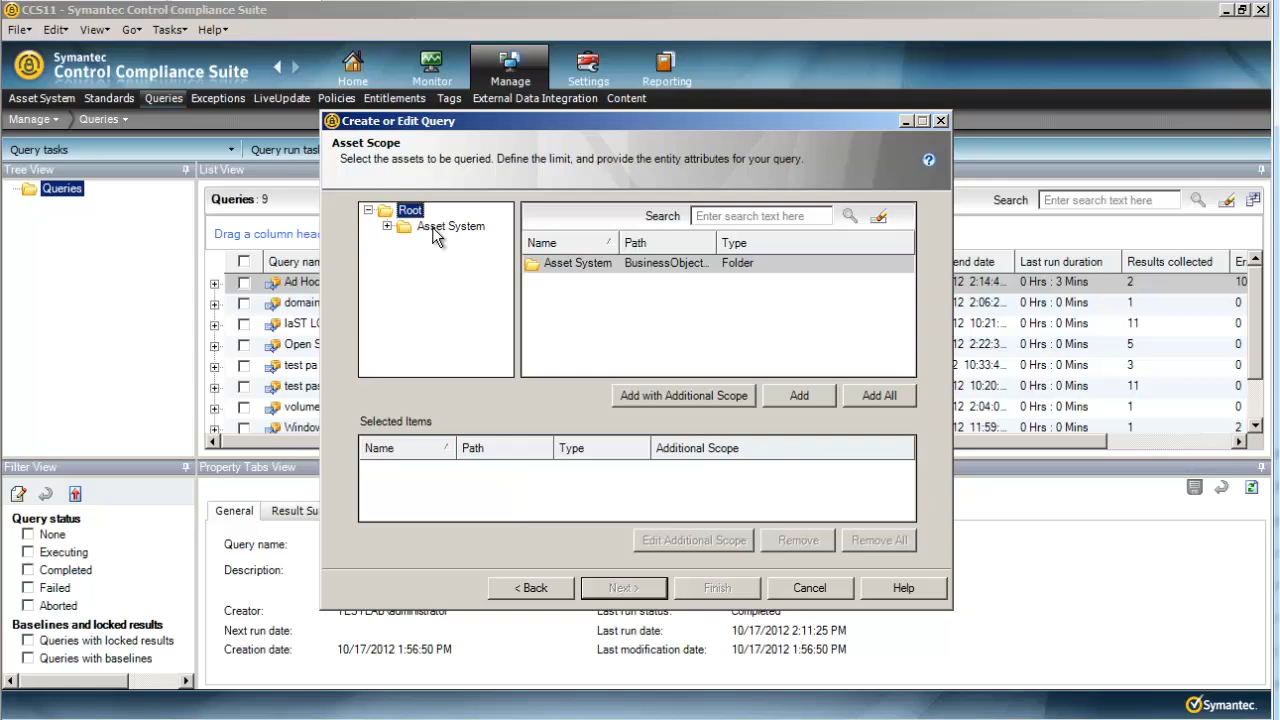 CCS11 - Symantec Control Compliance Suite
File Edit View Go Tasks Help
Symantec
Control Compliance Suite
Home Monitor Manage Settings Reporting
Asset System Standards Queries Exceptions LiveUpdate Policies Entitlements Tags External Data Integration Content
Manage Queries
Create or Edit Query
Asset Scope
Select the assets to be queried. Define the limit, and provide the entity attributes for your query.
Query tasks Query run tas
Tree View List View
Queries
Queries : 9 Search Enter search text here
Drag a column hea
Root
Asset System
Search Enter search text here
Name Path Type
Asset System BusinessObject... Folder
Query nam end date Last run duration Results collected Er
Ad Hoc 12 2:14:4... 0 Hrs : 3 Mins 2 10
domain 12 2:06:2... 0 Hrs : 0 Mins 1 0
laST LO 12 10:21:... 0 Hrs : 0 Mins 11 0
Open S 12 2:22:3... 0 Hrs : 0 Mins 5 0
test pa 12 10:33:4... 0 Hrs : 0 Mins 3 0
test pas 12 10:20:... 0 Hrs : 0 Mins 11 0
volume 12 2:04:0... 0 Hrs : 0 Mins 1 0
Window 12 11:59:... 0 Hrs : 0 Mins 2
Add with Additional Scope Add Add All
Selected Items
Name Path Type Additional Scope
Edit Additional Scope Remove Remove All
< Back Next > Finish Cancel Help
Filter View Property Tabs View
Query status
None
Executing
Completed
Failed
Aborted
Baselines and locked results
Queries with locked results
Queries with baselines
General Result Su
Query name:
Description:
Creator: TESTLAB\administrator Last run status: Completed
Next run date: Last run date: 10/17/2012 2:11:25 PM
Creation date: 10/17/2012 1:56:50 PM Last modification date: 10/17/2012 1:56:50 PM
Symantec.